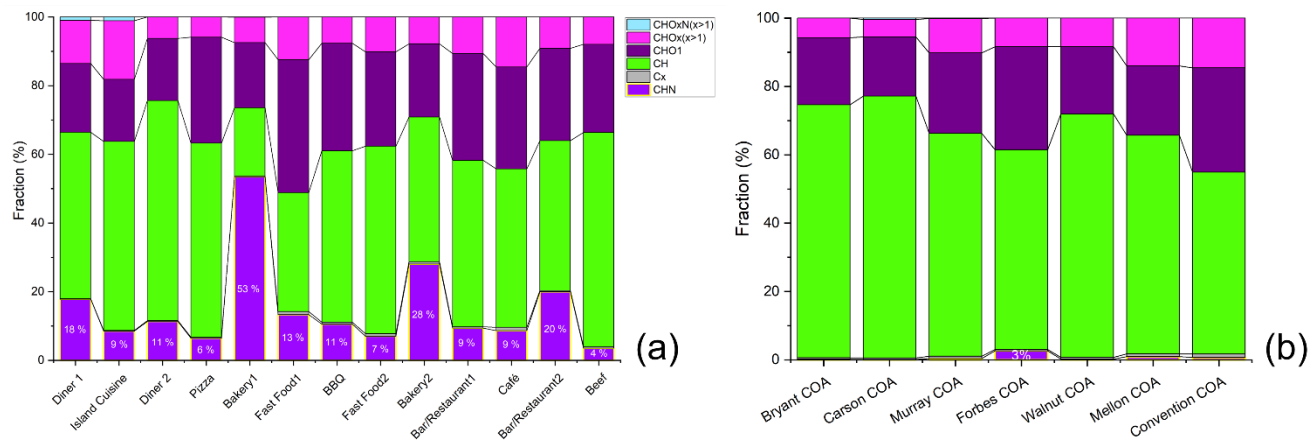 100
80
60
40
20
0
Fraction (%)
18 %
9 %
11 %
6 %
53 %
13 %
11 %
7 %
28 %
9 %
9 %
20 %
4 %
Diner 1
Island Cuisine
Diner 2
Pizza
Bakery1
Fast Food1
BBQ
Fast Food2
Bakery2
Bar/Restaurant1
Café
Bar/Restaurant2
Beef
CHOxN(x>1)
CHOx(x>1)
CHO1
CH
Cx
CHN
(a)
100
80
60
40
20
0
Fraction (%)
3%
Bryant COA
Carson COA
Murray COA
Forbes COA
Walnut COA
Mellon COA
Convention COA
(b)